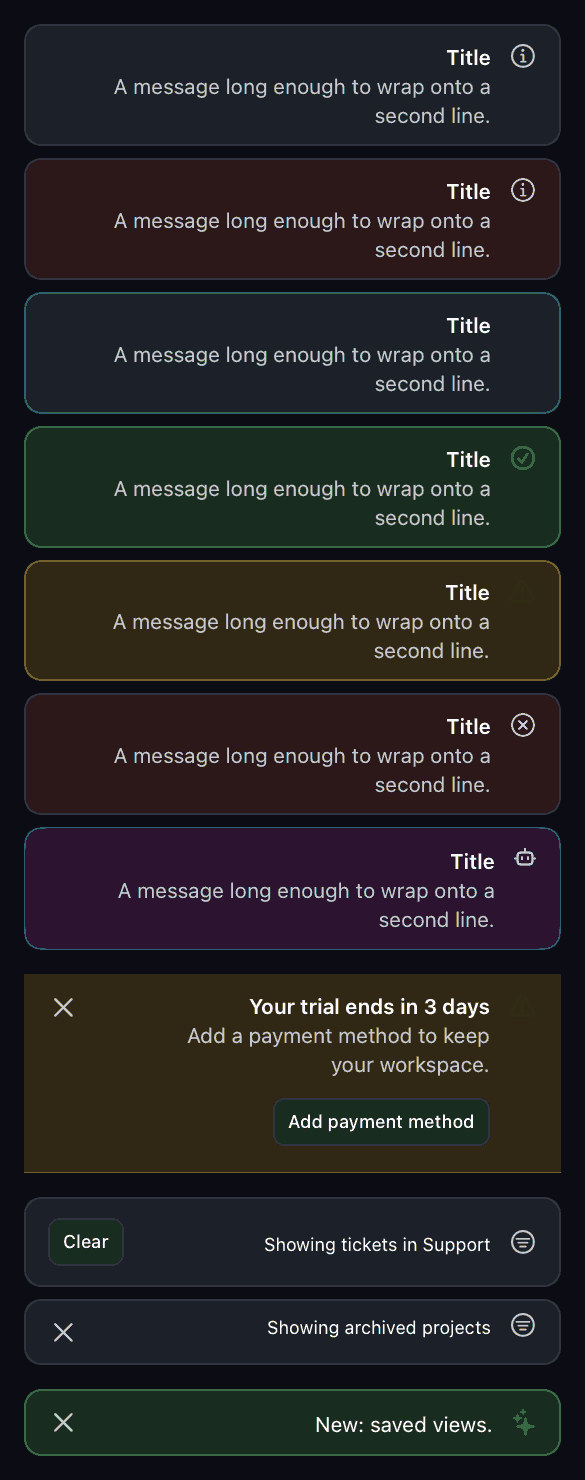 Title
A message long enough to wrap onto a
second line.
Title
A message long enough to wrap onto a
second line.
Title
A message long enough to wrap onto a
second line.
Title
A message long enough to wrap onto a
second line.
Title
A message long enough to wrap onto a
second line.
Title
A message long enough to wrap onto a
second line.
Title
A message long enough to wrap onto a
second line.
Your trial ends in 3 days
Add a payment method to keep
your workspace.
Add payment method
Showing tickets in Support
Clear
Showing archived projects
New: saved views.